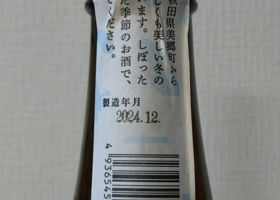 秋田県美郷町から
しくも美しい冬の
います。しぼった
た季節のお酒で、
てください。
製造年月
2024.12.
4 936545